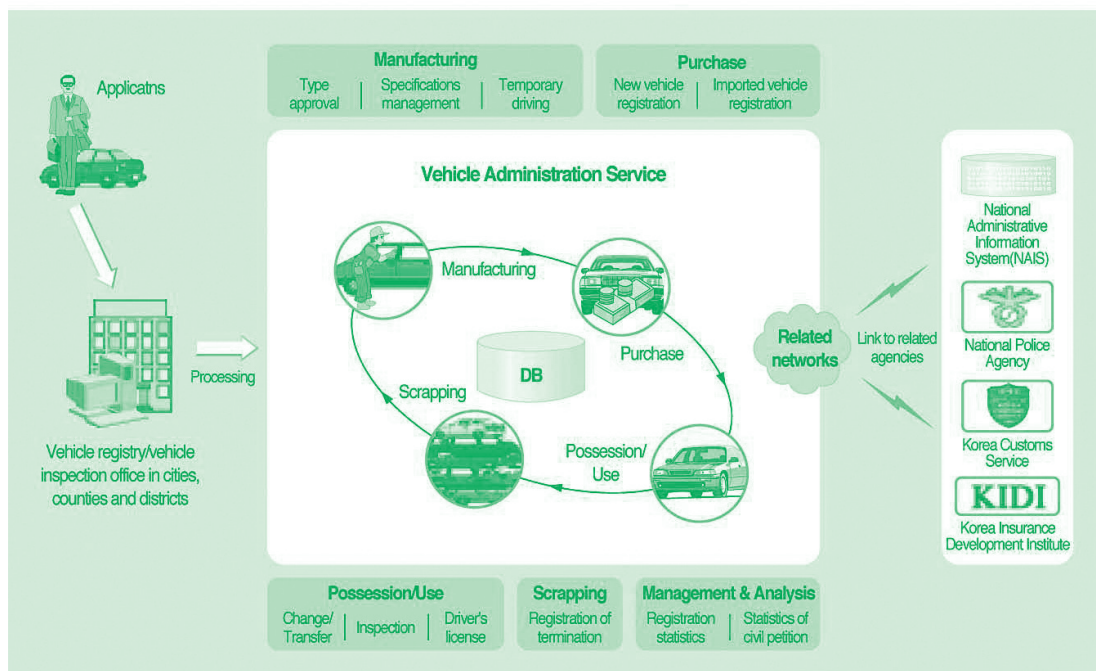 Applicatns
Manufacturing
Type
approval
Specifications
management
Temporary
driving
Purchase
New vehicle
registration
Imported vehicle
registration
Vehicle Administration Service
Manufacturing
Purchase
DB
Scrapping
Possession/
Use
Processing
Vehicle registry/vehicle
inspection office in cities,
counties and districts
Related
networks
Link to related
agencies
National
Administrative
Information
System(NAIS)
National Police
Agency
Korea Customs
Service
KIDI
Korea Insurance
Development Institute
Possession/Use
Change/
Transfer
Inspection
Driver's
license
Scrapping
Registration of
termination
Management & Analysis
Registration
statistics
Statistics of
civil petition